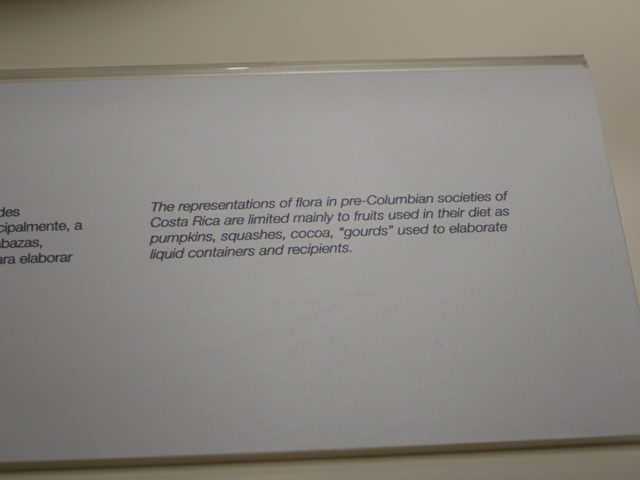 des
cipalmente, a
abazas,
ara elaborar
The representations of flora in pre-Columbian societies of
Costa Rica are limited mainly to fruits used in their diet as
pumpkins, squashes, cocoa, “gourds” used to elaborate
liquid containers and recipients.